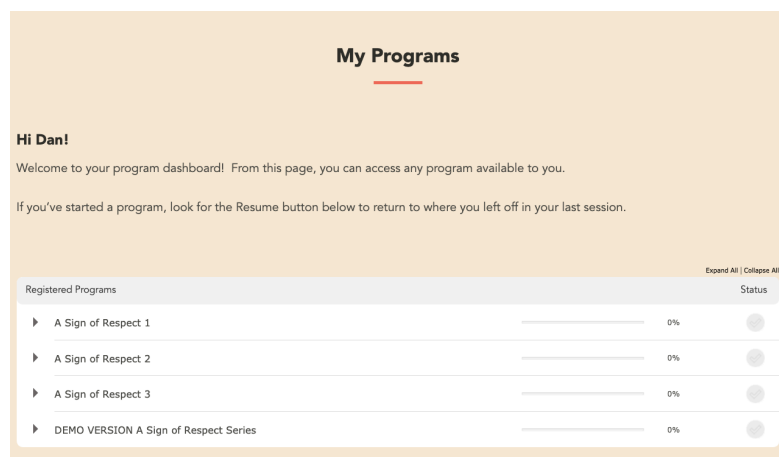 My Programs
Hi Dan!
Welcome to your program dashboard!  From this page, you can access any program available to you.
If you've started a program, look for the Resume button below to return to where you left off in your last session.
Expand All | Collapse All
Registered Programs Status
A Sign of Respect 1 0%
A Sign of Respect 2 0%
A Sign of Respect 3 0%
DEMO VERSION A Sign of Respect Series 0%